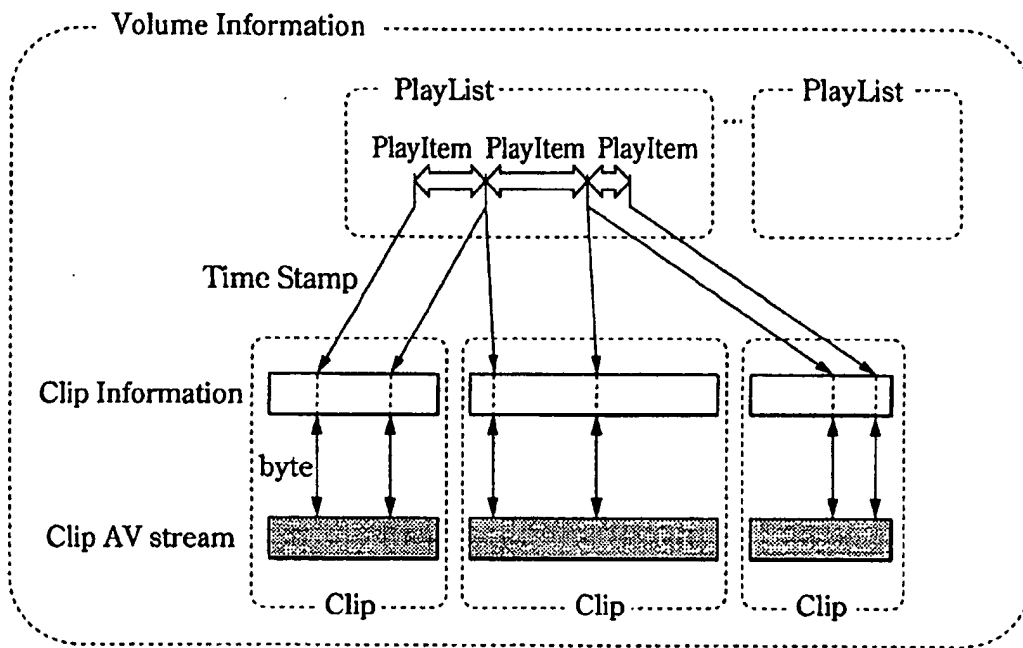 Volume Information
PlayList
...
PlayList
PlayItem PlayItem PlayItem
Time Stamp
Clip Information
byte
Clip AV stream
Clip
Clip
Clip